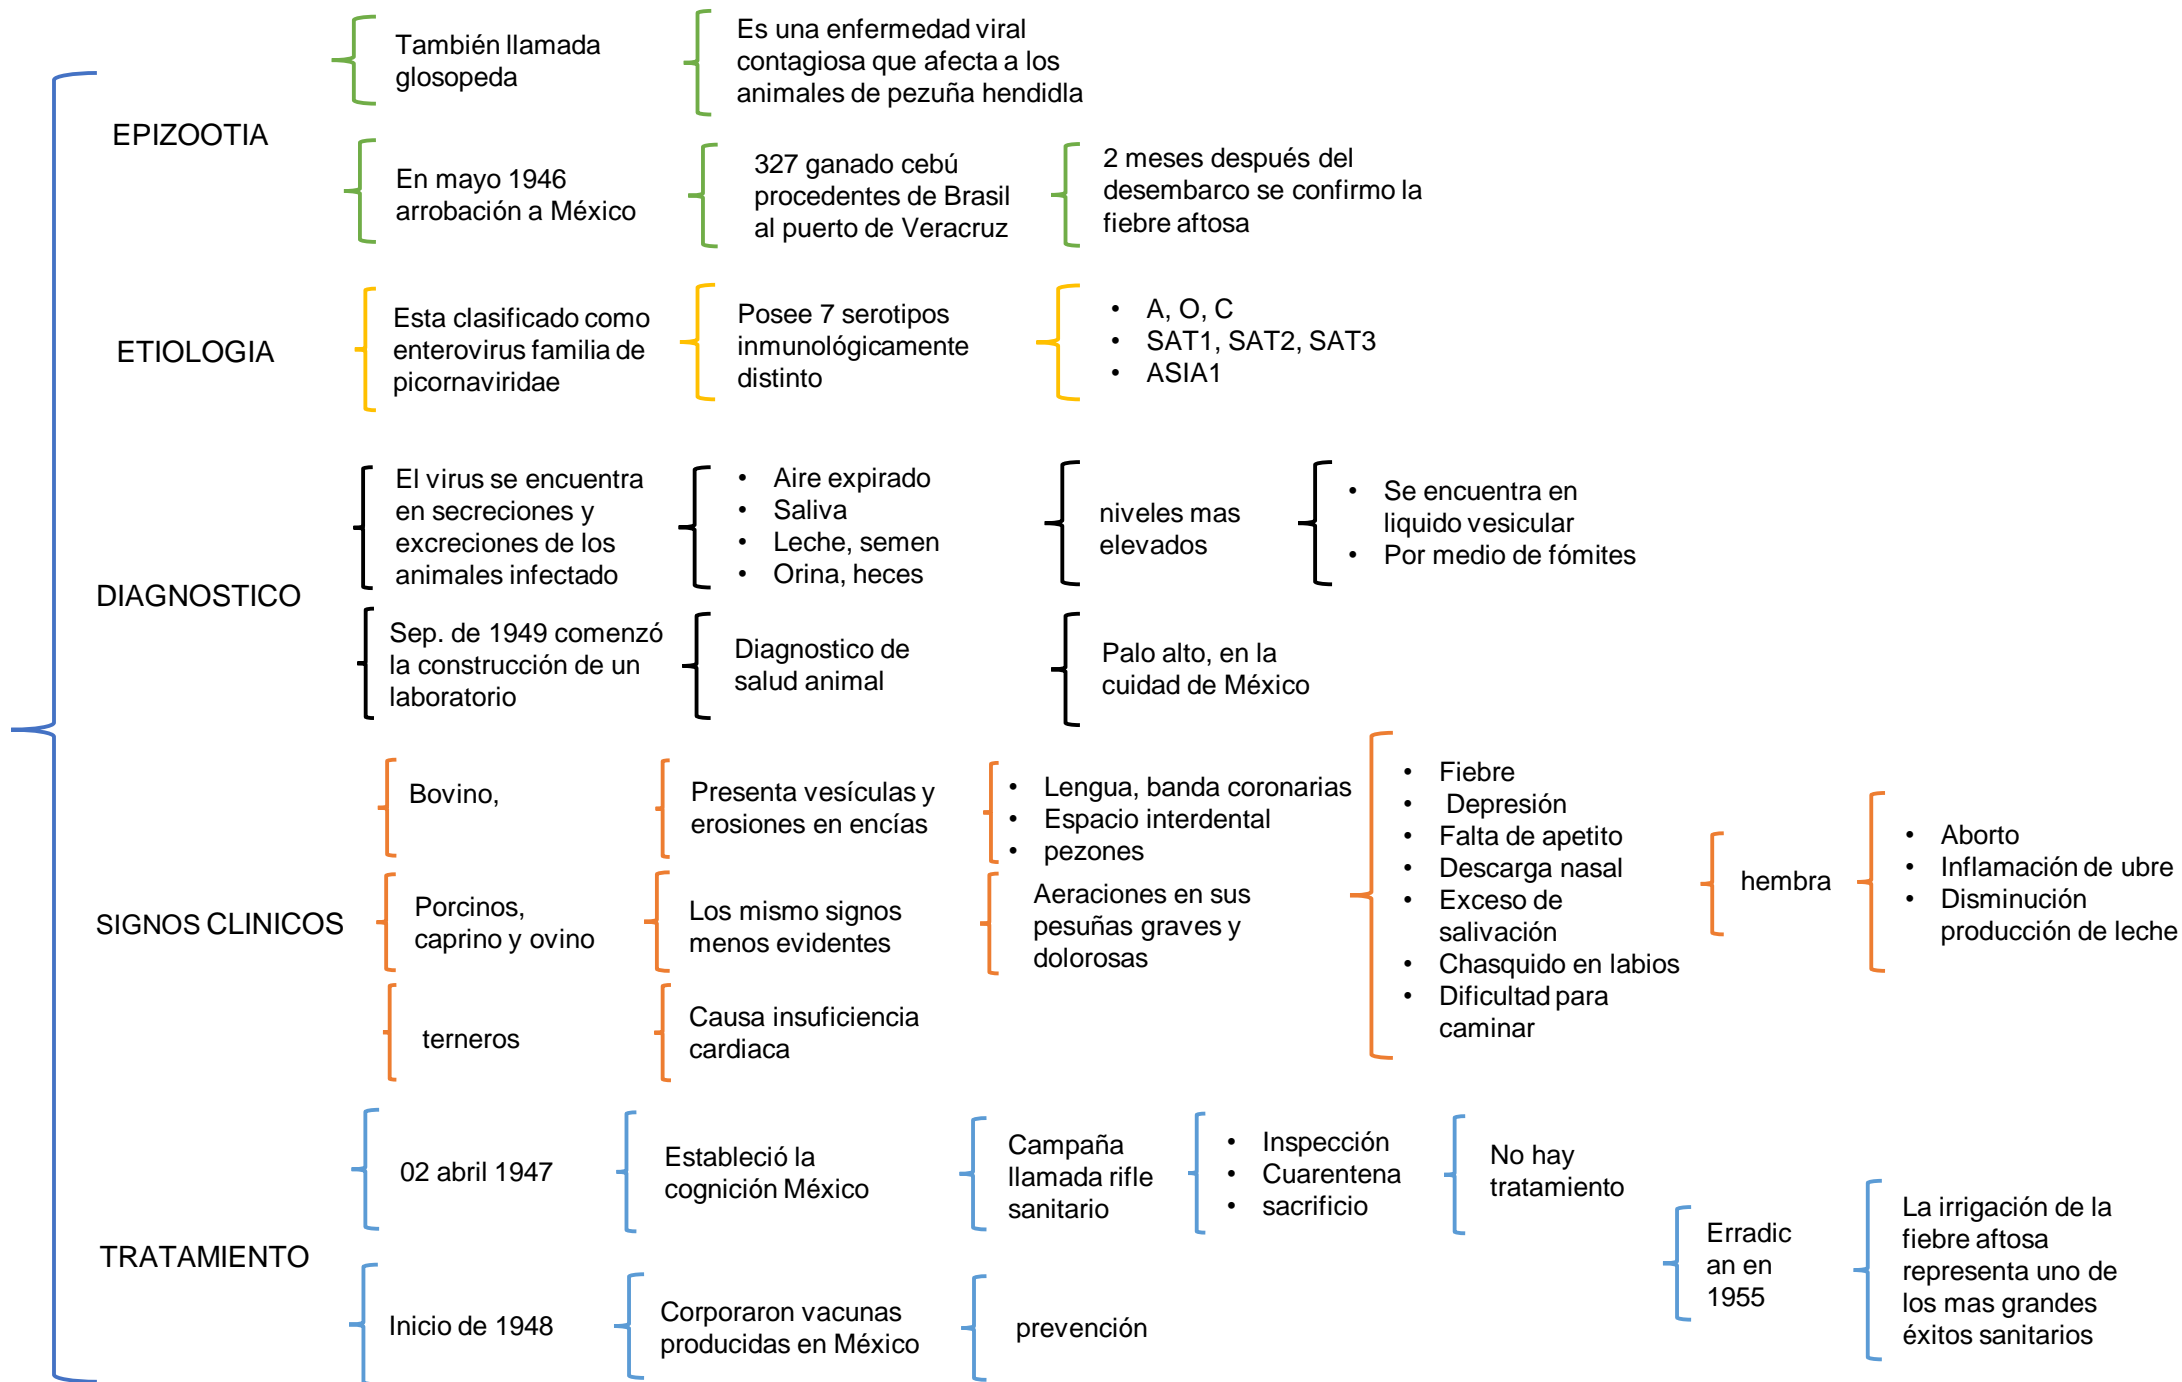 EPIZOOTIA
También llamada
glosopeda
Es una enfermedad viral
contagiosa que afecta a los
animales de pezuña hendidla
En mayo 1946
arrobación a México
327 ganado cebú
procedentes de Brasil
al puerto de Veracruz
2 meses después del
desembarco se confirmo la
fiebre aftosa
ETIOLOGIA
Esta clasificado como
enterovirus familia de
picornaviridae
Posee 7 serotipos
inmunológicamente
distinto
• A, O, C
• SAT1, SAT2, SAT3
• ASIA1
DIAGNOSTICO
El virus se encuentra
en secreciones y
excreciones de los
animales infectado
• Aire expirado
• Saliva
• Leche, semen
• Orina, heces
niveles mas
elevados
• Se encuentra en
liquido vesicular
• Por medio de fómites
Sep. de 1949 comenzó
la construcción de un
laboratorio
Diagnostico de
salud animal
Palo alto, en la
cuidad de México
SIGNOS CLINICOS
Bovino,
Presenta vesículas y
erosiones en encías
• Lengua, banda coronarias
• Espacio interdental
• pezones
Porcinos,
caprino y ovino
Los mismo signos
menos evidentes
Aeraciones en sus
pesuñas graves y
dolorosas
terneros
Causa insuficiencia
cardiaca
• Fiebre
• Depresión
• Falta de apetito
• Descarga nasal
• Exceso de
salivación
• Chasquido en labios
• Dificultad para
caminar
hembra
• Aborto
• Inflamación de ubre
• Disminución
producción de leche
TRATAMIENTO
02 abril 1947
Estableció la
cognición México
Campaña
llamada rifle
sanitario
• Inspección
• Cuarentena
• sacrificio
No hay
tratamiento
Inicio de 1948
Corporaron vacunas
producidas en México
prevención
Erradic
an en
1955
La irrigación de la
fiebre aftosa
representa uno de
los mas grandes
éxitos sanitarios